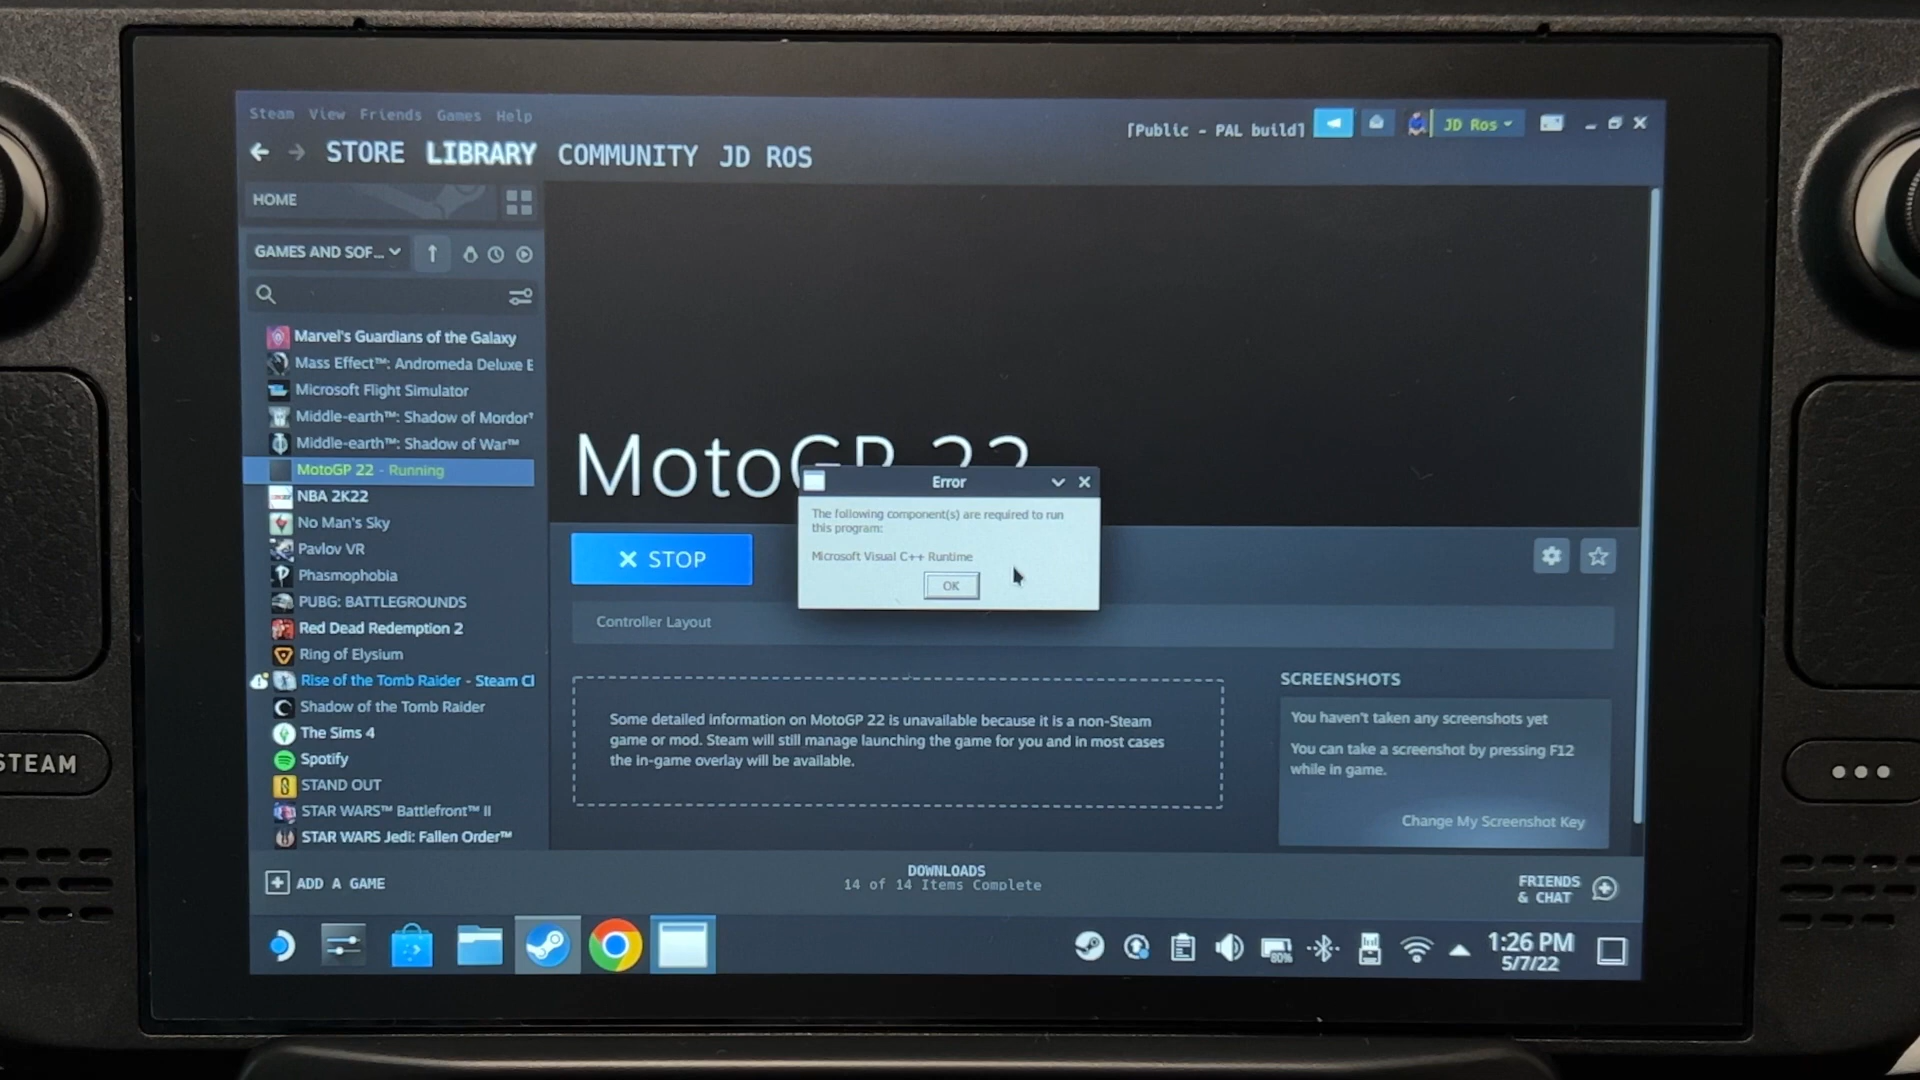 Steam View Friends Games Help
[Public - PAL build]
JD Ros
STORE LIBRARY COMMUNITY JD ROS
HOME
GAMES AND SOF...
Marvel's Guardians of the Galaxy
Mass Effect™: Andromeda Deluxe E
Microsoft Flight Simulator
Middle-earth™: Shadow of Mordor™
Middle-earth™: Shadow of War™
MotoGP 22 - Running
NBA 2K22
No Man's Sky
Pavlov VR
Phasmophobia
PUBG: BATTLEGROUNDS
Red Dead Redemption 2
Ring of Elysium
Rise of the Tomb Raider - Steam Cl
Shadow of the Tomb Raider
The Sims 4
Spotify
STAND OUT
STAR WARS™ Battlefront™ II
STAR WARS Jedi: Fallen Order™
MotoGP 22
Error
The following component(s) are required to run
this program:
Microsoft Visual C++ Runtime
OK
STOP
Controller Layout
Some detailed information on MotoGP 22 is unavailable because it is a non-Steam
game or mod. Steam will still manage launching the game for you and in most cases
the in-game overlay will be available.
SCREENSHOTS
You haven't taken any screenshots yet
You can take a screenshot by pressing F12
while in game.
Change My Screenshot Key
ADD A GAME
DOWNLOADS
14 of 14 Items Complete
FRIENDS
& CHAT
80%
1:26 PM
5/7/22
STEAM